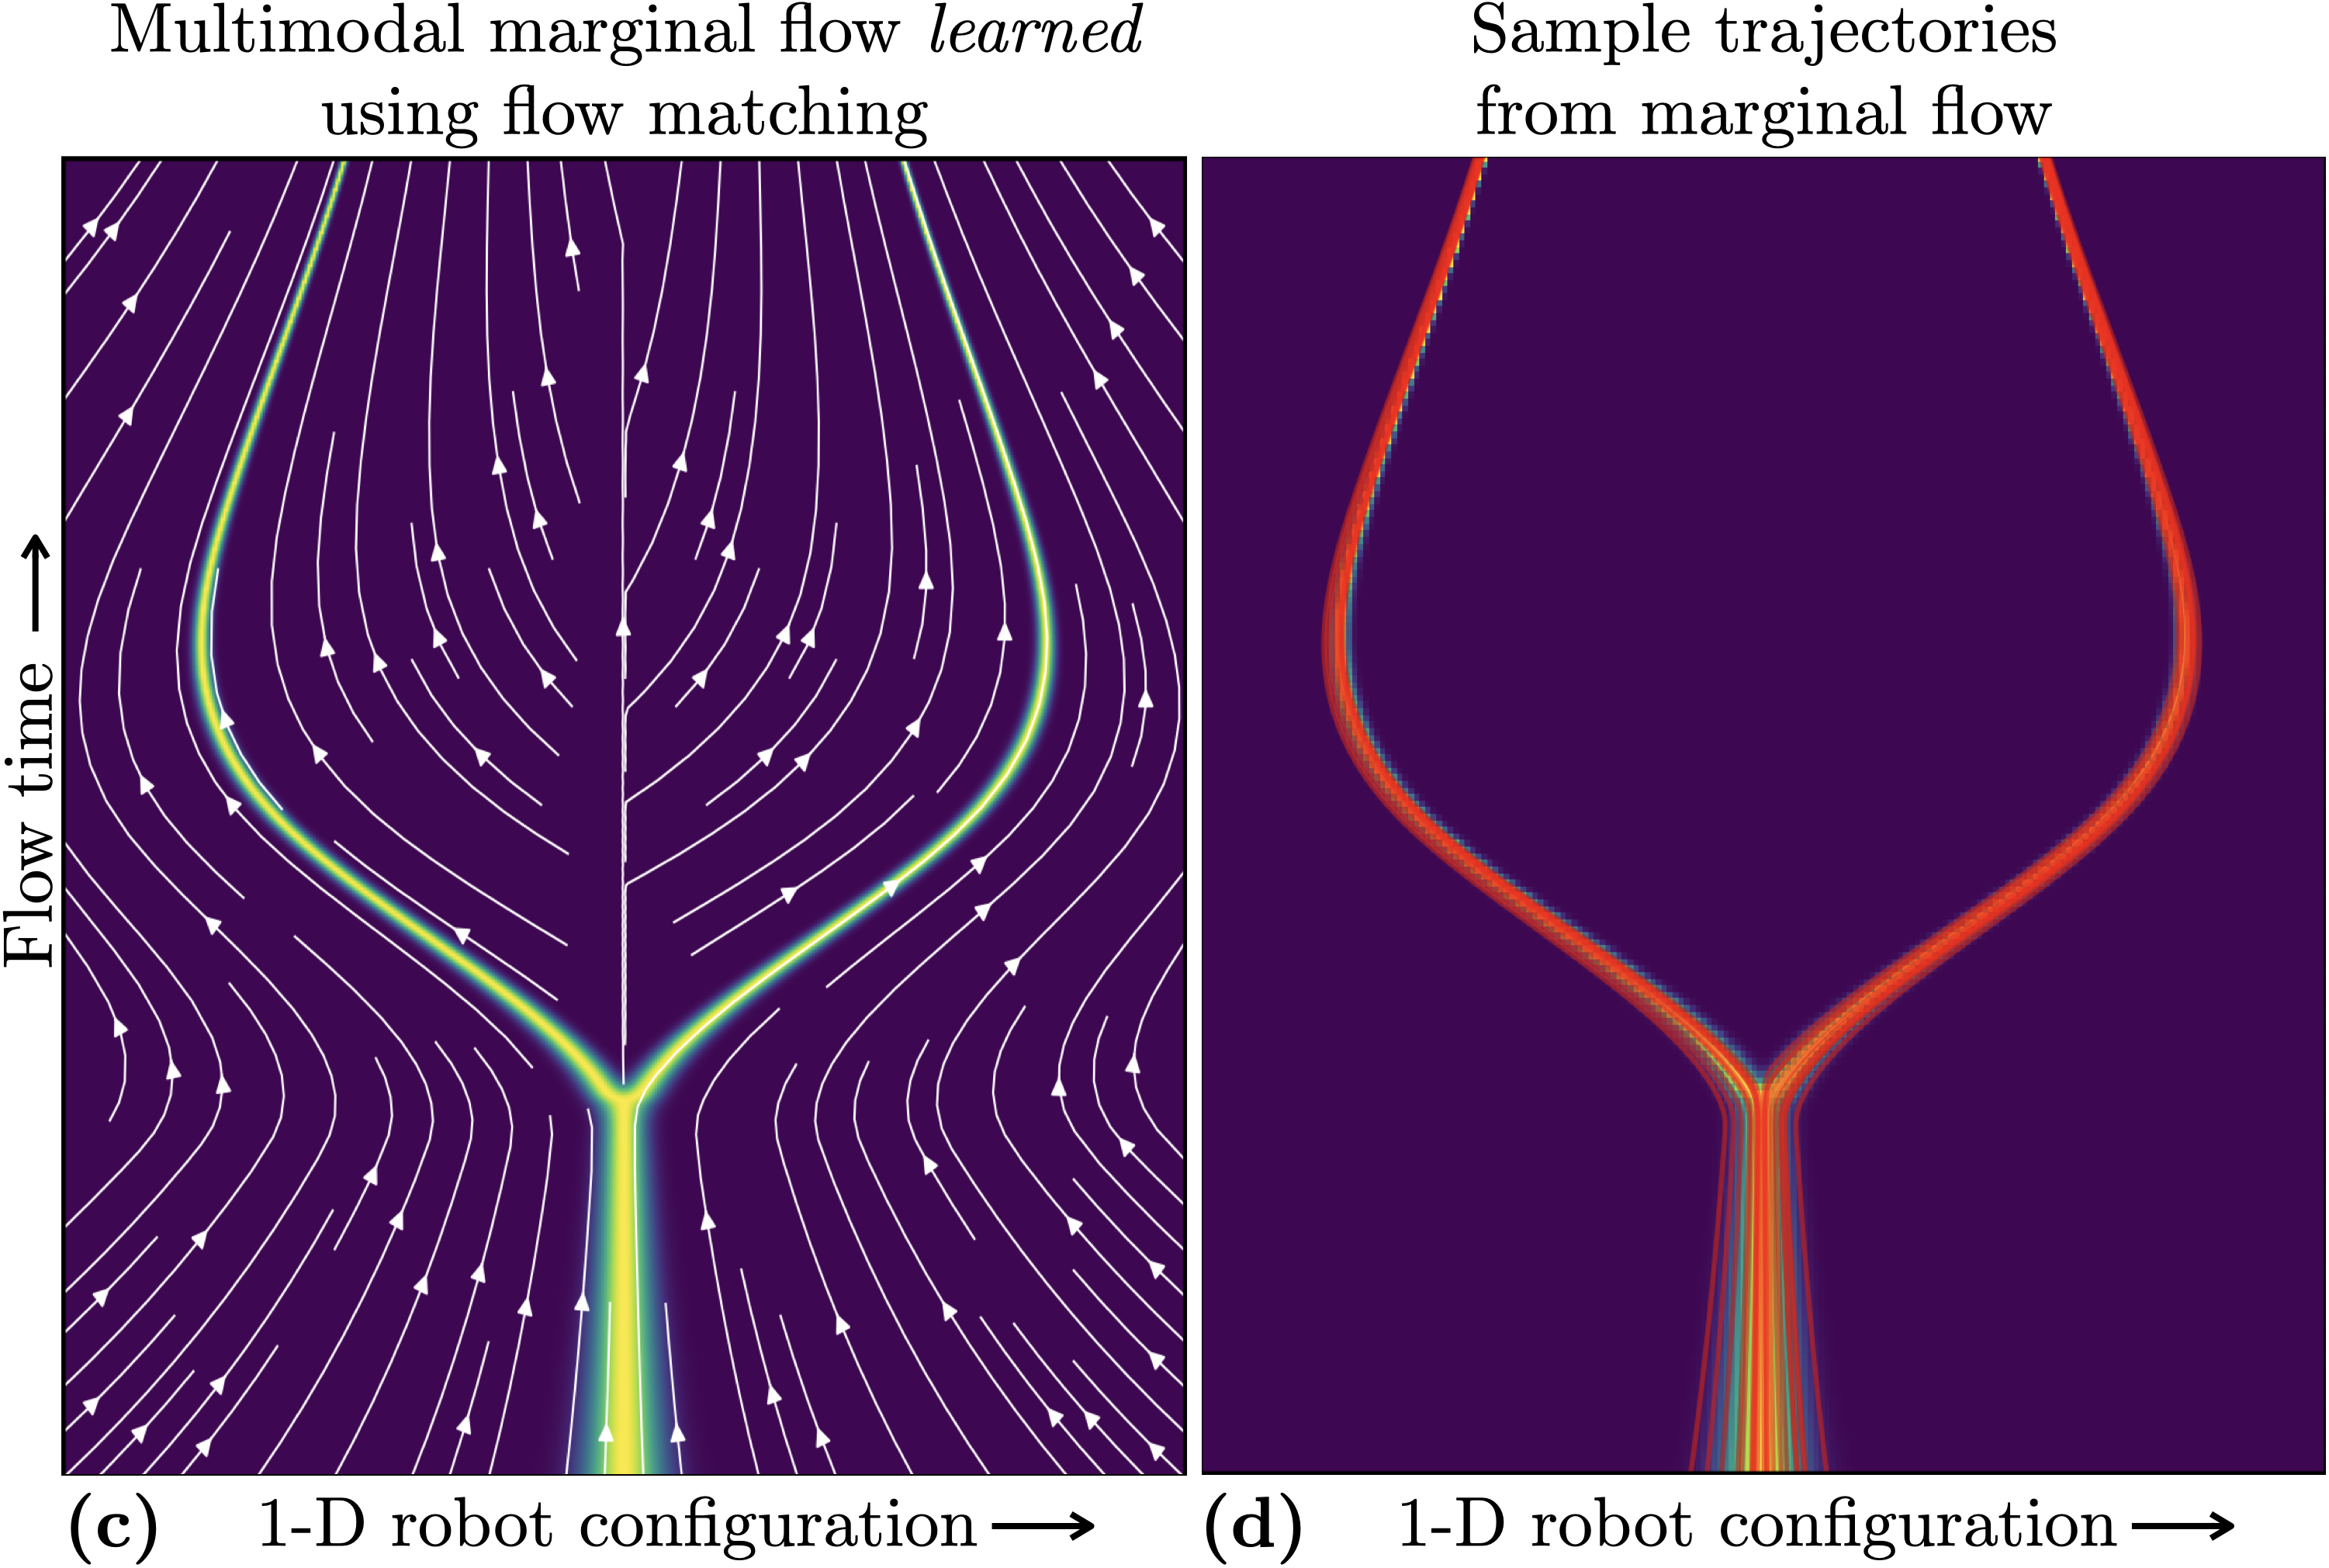 Multimodal marginal flow learned
using flow matching
Sample trajectories
from marginal flow
Flow time
(c) 1-D robot configuration
(d) 1-D robot configuration